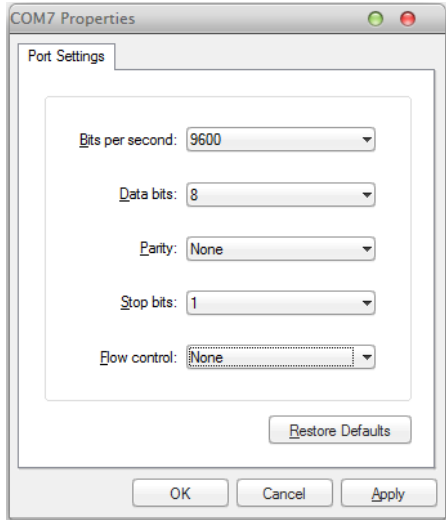 COM7 Properties
Port Settings
Bits per second: 9600
Data bits: 8
Parity: None
Stop bits: 1
Flow control: None
Restore Defaults
OK Cancel Apply